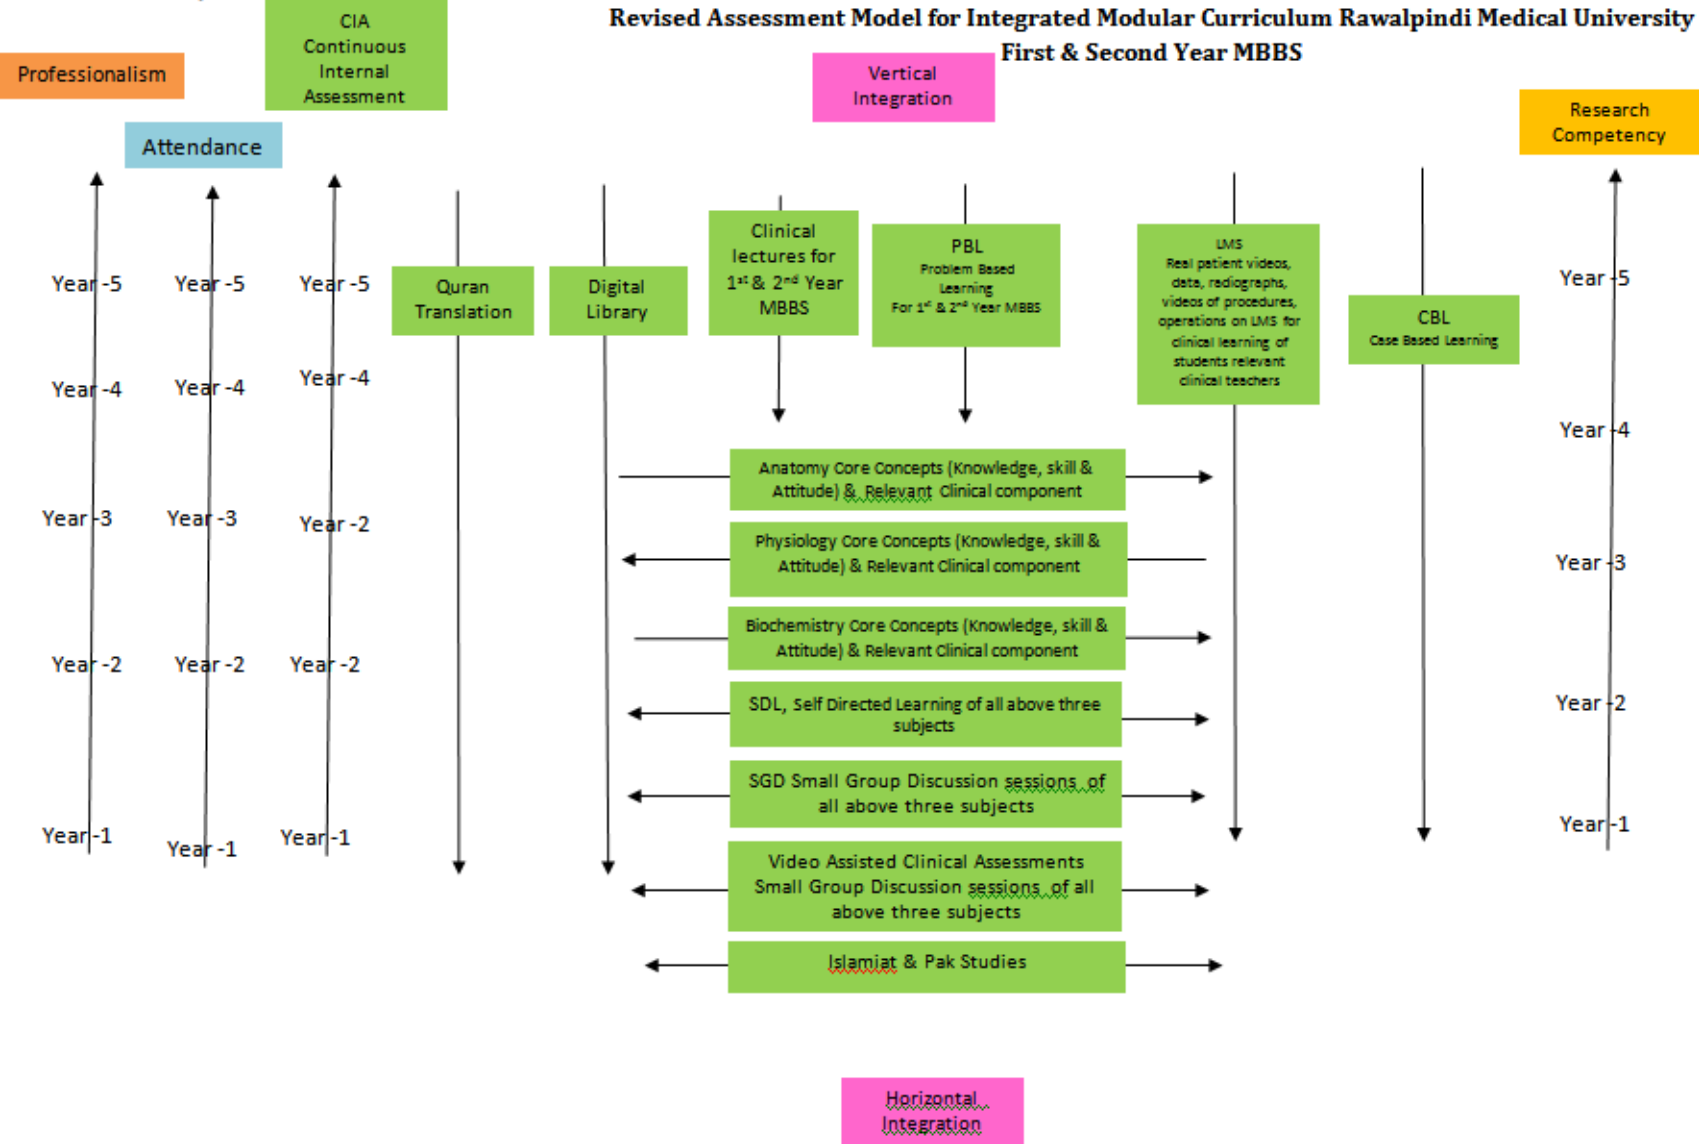 Revised Assessment Model for Integrated Modular Curriculum Rawalpindi Medical University
First & Second Year MBBS
CIA
Continuous
Internal
Assessment
Professionalism
Attendance
Vertical
Integration
Research
Competency
Year -5
Year -4
Year -3
Year -2
Year -1
Year -5
Year -4
Year -3
Year -2
Year -1
Year -5
Year -4
Year -2
Year -2
Year -1
Quran
Translation
Digital
Library
Clinical
lectures for
1st & 2nd Year
MBBS
PBL
Problem Based
Learning
For 1st & 2nd Year MBBS
LMS
Real patient videos,
data, radiographs,
videos of procedures,
operations on LMS for
clinical learning of
students relevant
clinical teachers
CBL
Case Based Learning
Year -5
Year -4
Year -3
Year -2
Year -1
Anatomy Core Concepts (Knowledge, skill &
Attitude) & Relevant Clinical component
Physiology Core Concepts (Knowledge, skill &
Attitude) & Relevant Clinical component
Biochemistry Core Concepts (Knowledge, skill &
Attitude) & Relevant Clinical component
SDL, Self Directed Learning of all above three
subjects
SGD Small Group Discussion sessions of
all above three subjects
Video Assisted Clinical Assessments
Small Group Discussion sessions of all
above three subjects
Islamiat & Pak Studies
Horizontal
Integration